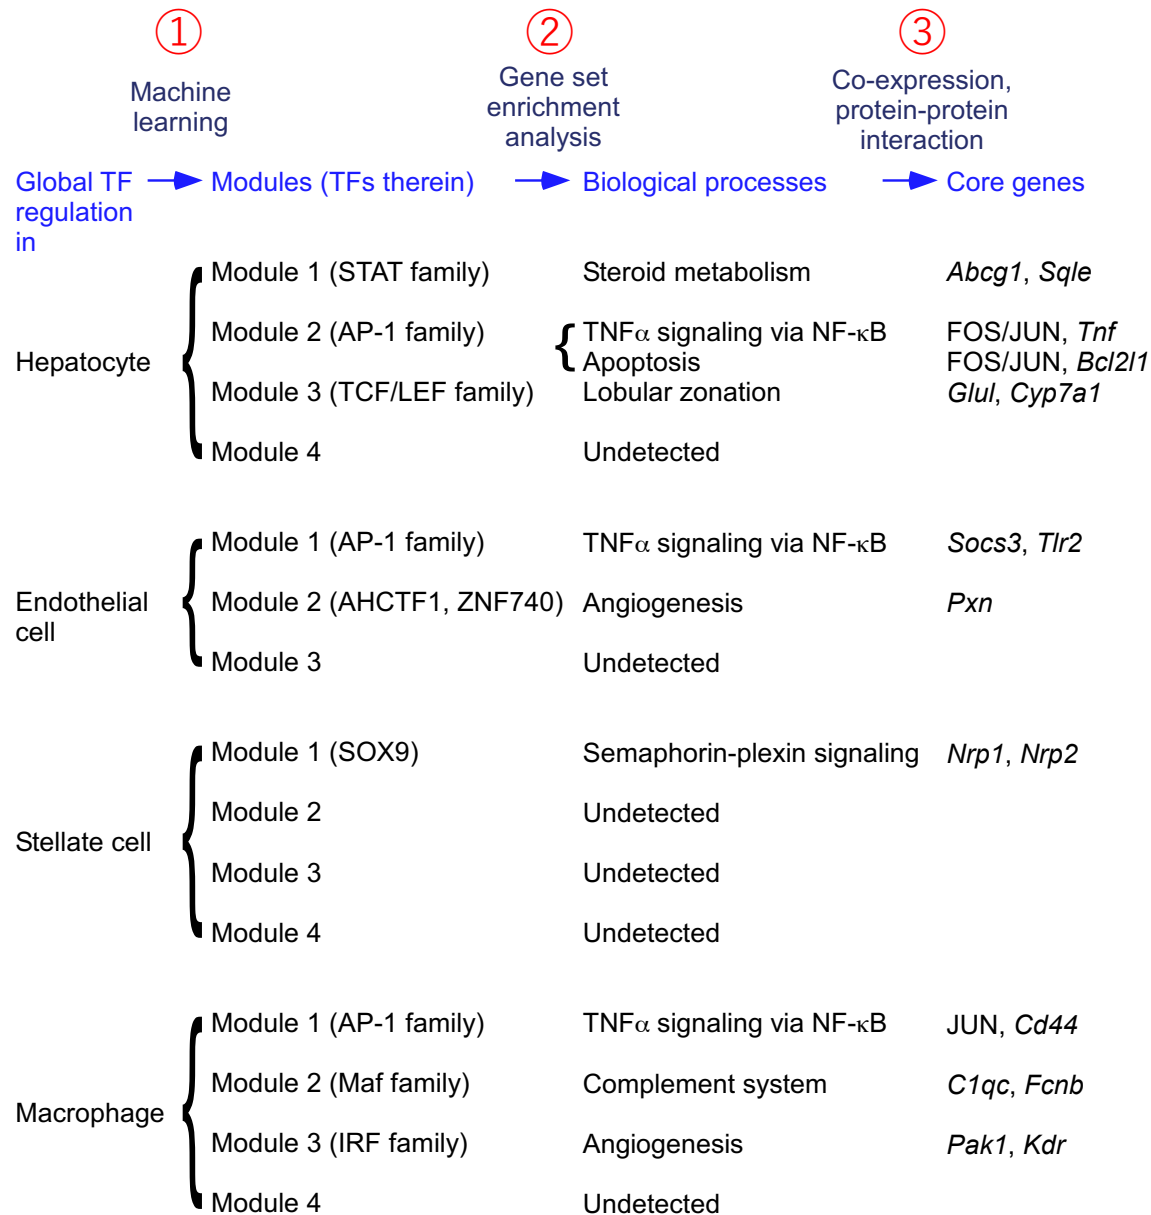 ① ② ③
Machine
learning
Gene set
enrichment
analysis
Co-expression,
protein-protein
interaction
Global TF
regulation
in
Modules (TFs therein)
Biological processes
Core genes
Hepatocyte
Module 1 (STAT family) Steroid metabolism Abcg1, Sqle
Module 2 (AP-1 family) TNFα signaling via NF-κB FOS/JUN, Tnf
Apoptosis FOS/JUN, Bcl2l1
Module 3 (TCF/LEF family) Lobular zonation Glul, Cyp7a1
Module 4 Undetected
Endothelial
cell
Module 1 (AP-1 family) TNFα signaling via NF-κB Socs3, Tlr2
Module 2 (AHCTF1, ZNF740) Angiogenesis Pxn
Module 3 Undetected
Stellate cell
Module 1 (SOX9) Semaphorin-plexin signaling Nrp1, Nrp2
Module 2 Undetected
Module 3 Undetected
Module 4 Undetected
Macrophage
Module 1 (AP-1 family) TNFα signaling via NF-κB JUN, Cd44
Module 2 (Maf family) Complement system C1qc, Fcnb
Module 3 (IRF family) Angiogenesis Pak1, Kdr
Module 4 Undetected